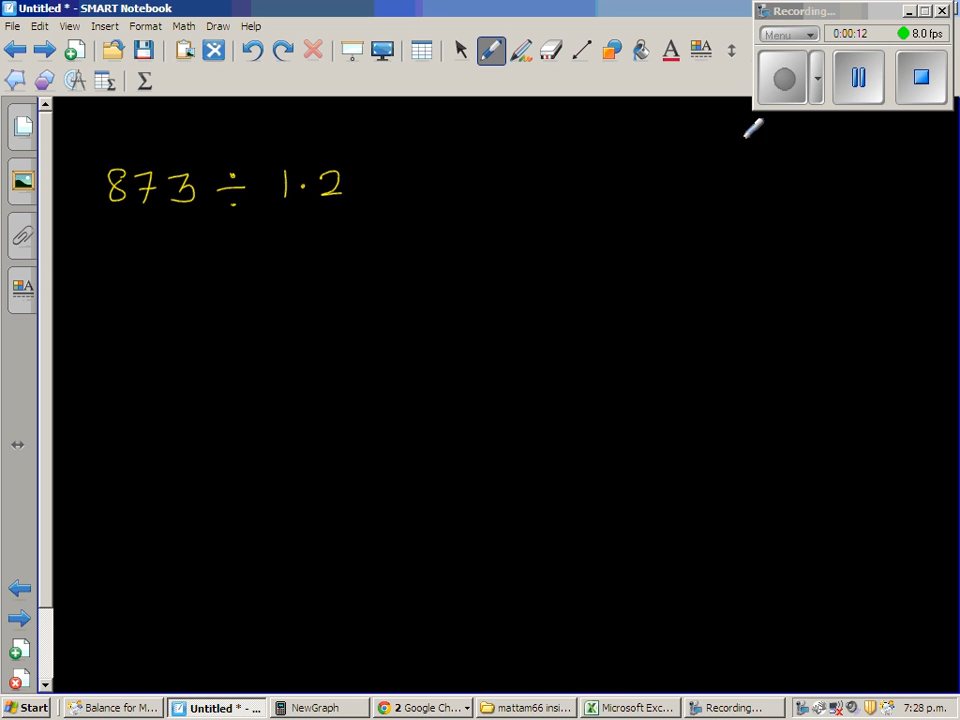 Untitled * - SMART Notebook
Recording...
File Edit View Insert Format Math Draw Help
Menu 0:00:12 8.0 fps
873 ÷ 1·2
Start Balance for M... Untitled * - ... NewGraph 2 Google Ch... mattam66 insi... Microsoft Exc... Recording... 7:28 p.m.